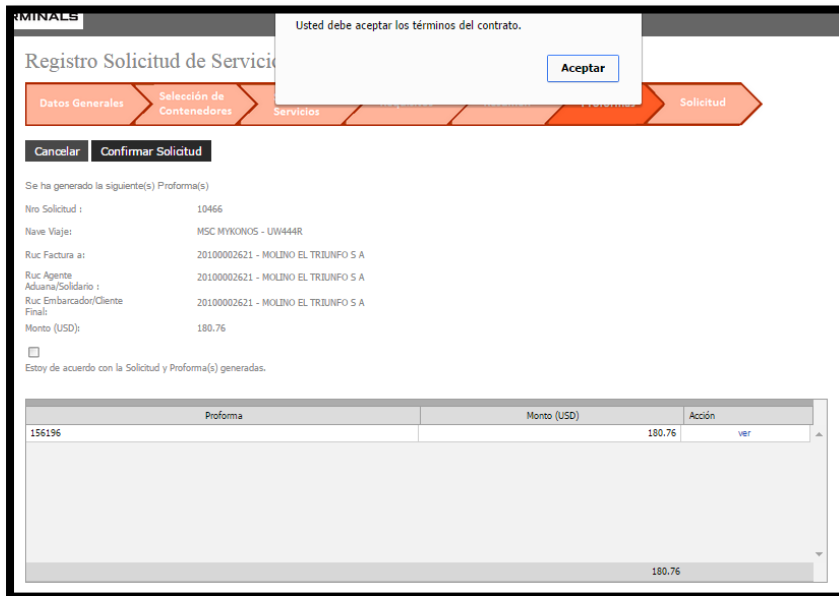 RMINALS
Usted debe aceptar los términos del contrato.
Aceptar
Registro Solicitud de Servicio
Datos Generales
Selección de
Contenedores
Servicios
Solicitud
Cancelar
Confirmar Solicitud
Se ha generado la siguiente(s) Proforma(s)
Nro Solicitud : 10466
Nave Viaje: MSC MYKONOS - UW444R
Ruc Factura a: 20100002621 - MOLINO EL TRIUNFO S A
Ruc Agente
Aduana/Solidario : 20100002621 - MOLINO EL TRIUNFO S A
Ruc Embarcador/Cliente
Final: 20100002621 - MOLINO EL TRIUNFO S A
Monto (USD): 180.76
Estoy de acuerdo con la Solicitud y Proforma(s) generadas.
Proforma Monto (USD) Acción
156196 180.76 ver
180.76